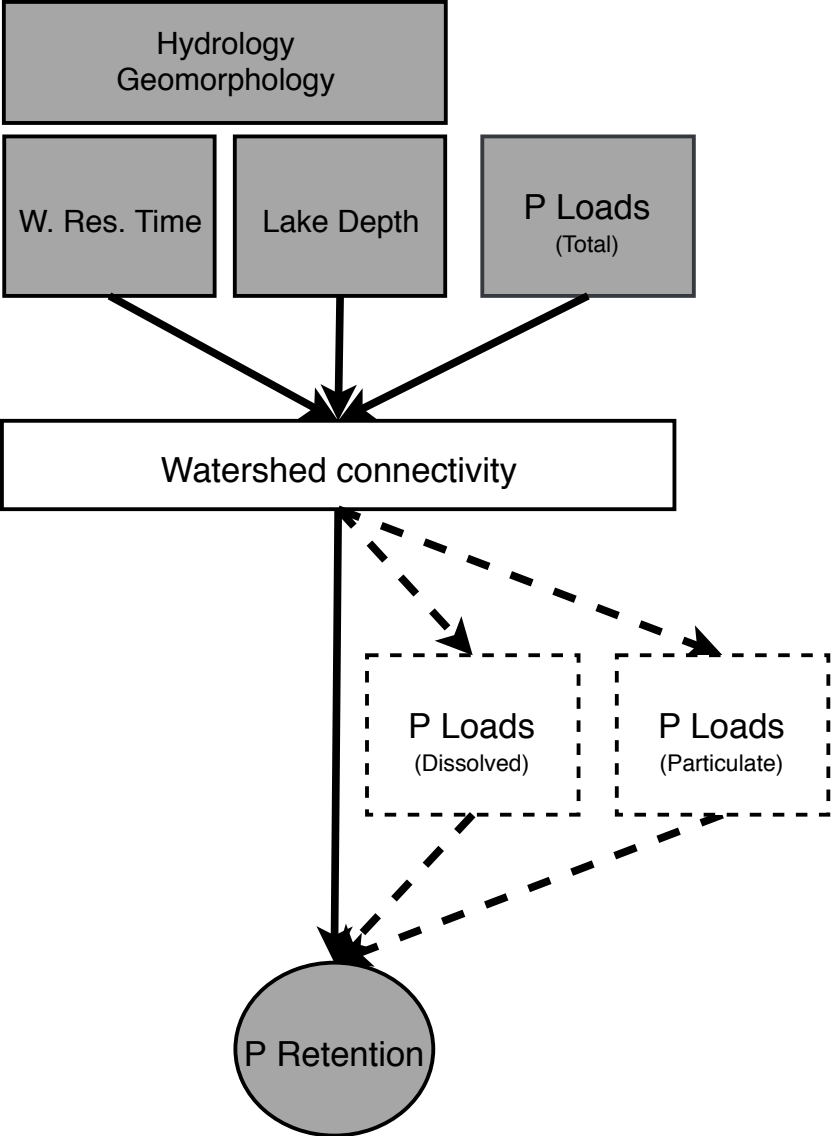 Hydrology
Geomorphology
W. Res. Time
Lake Depth
P Loads
(Total)
Watershed connectivity
P Loads
(Dissolved)
P Loads
(Particulate)
P Retention